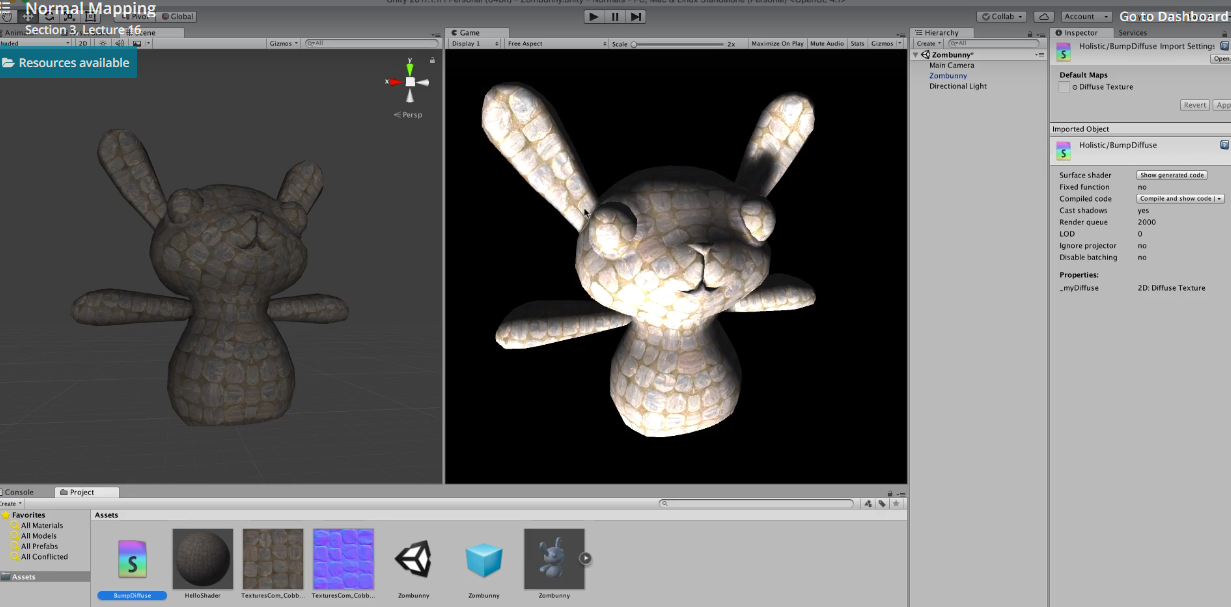 Normal Mapping
Section 3, Lecture 16
Resources available
Go to Dashboard
Global
Collab
Account
2D
Gizmos
All
Persp
y
x
Game
Display 1
Free Aspect
Scale
2x
Maximize On Play
Mute Audio
Stats
Gizmos
Hierarchy
Create
All
Zombunny*
Main Camera
Zombunny
Directional Light
Inspector
Services
Holistic/BumpDiffuse Import Settings
Open
Default Maps
Diffuse Texture
Revert
App
Imported Object
Holistic/BumpDiffuse
Surface shader
Show generated code
Fixed function
no
Compiled code
Compile and show code
Cast shadows
yes
Render queue
2000
LOD
0
Ignore projector
no
Disable batching
no
Properties:
_myDiffuse
2D: Diffuse Texture
Console
Project
Create
Favorites
All Materials
All Models
All Prefabs
All Conflicted
Assets
Assets
S
BumpDiffuse
HelloShader
TexturesCom_Cobb...
TexturesCom_Cobb...
Zombunny
Zombunny
Zombunny